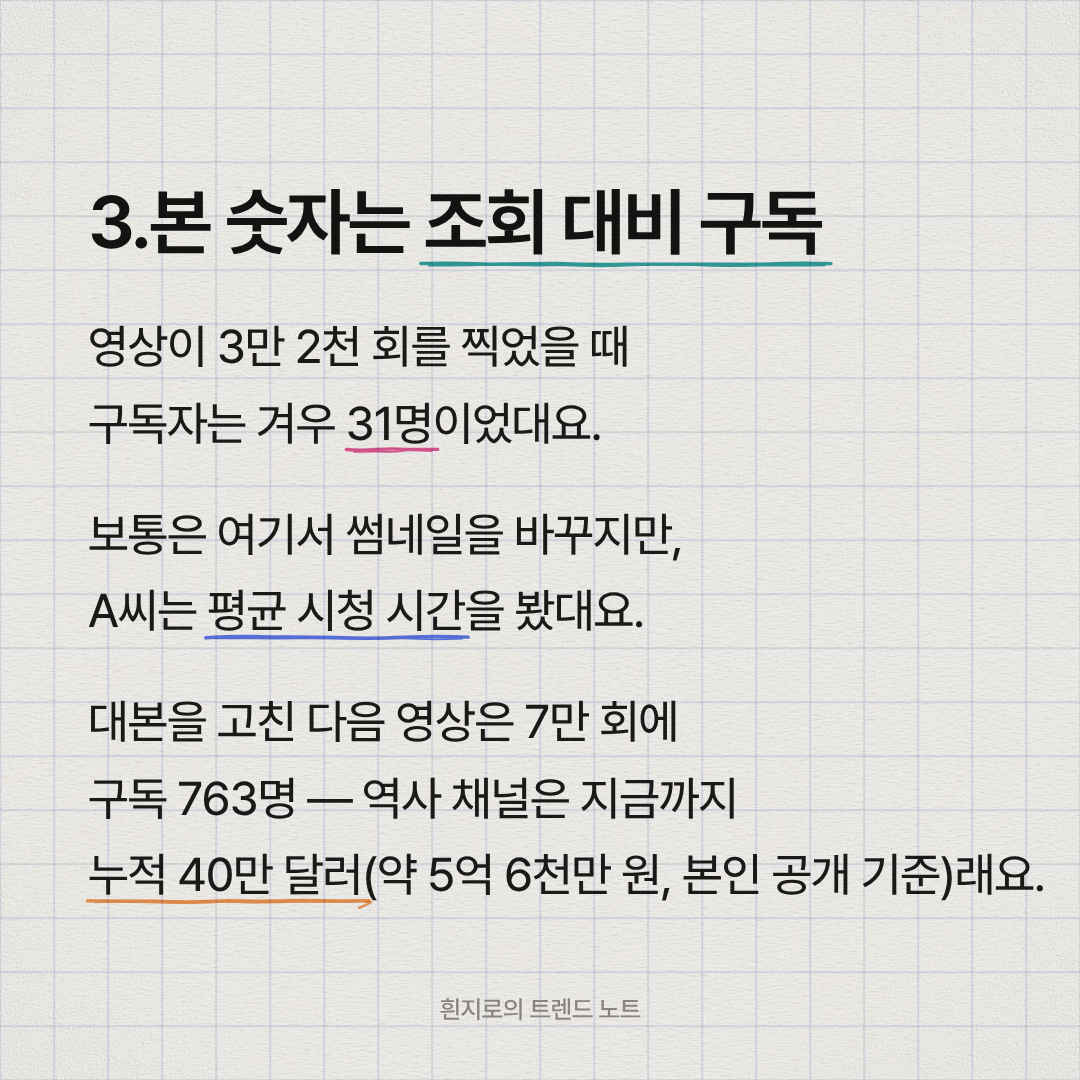 3.본 숫자는 조회 대비 구독
영상이 3만 2천 회를 찍었을 때
구독자는 겨우 31명이었대요.
보통은 여기서 썸네일을 바꾸지만,
A씨는 평균 시청 시간을 봤대요.
대본을 고친 다음 영상은 7만 회에
구독 763명 — 역사 채널은 지금까지
누적 40만 달러(약 5억 6천만 원, 본인 공개 기준)래요.
흰지로의 트렌드 노트